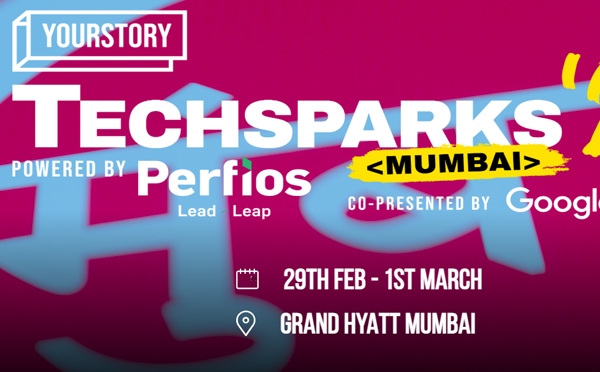 YOURSTORY
TECHSPARKS
<MUMBAI>
POWERED BY
Perfios
Lead Leap
CO-PRESENTED BY Google
29TH FEB - 1ST MARCH
GRAND HYATT MUMBAI